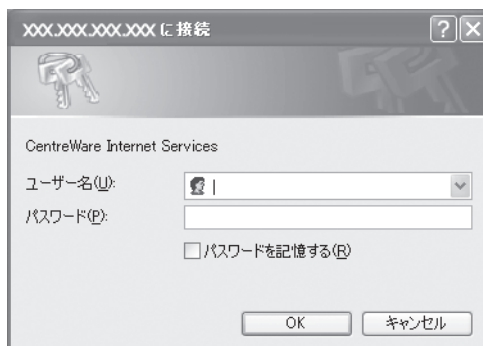 XXX.XXX.XXX.XXX に接続
CentreWare Internet Services
ユーザー名(U):
パスワード(P):
パスワードを記憶する(R)
OK キャンセル